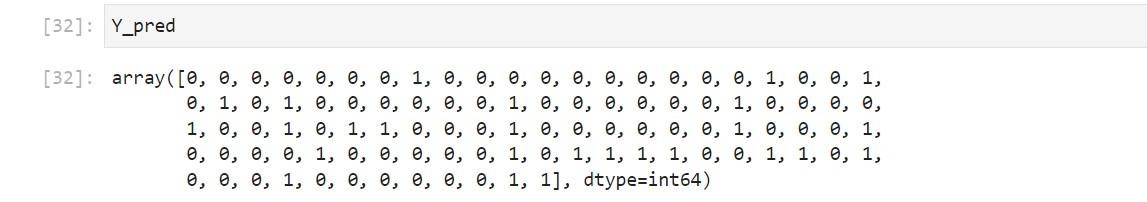 [32]: Y_pred
[32]: array([0, 0, 0, 0, 0, 0, 0, 1, 0, 0, 0, 0, 0, 0, 0, 0, 0, 0, 1, 0, 0, 1,
0, 1, 0, 1, 0, 0, 0, 0, 0, 0, 1, 0, 0, 0, 0, 0, 0, 1, 0, 0, 0, 0,
1, 0, 0, 1, 0, 1, 1, 0, 0, 0, 1, 0, 0, 0, 0, 0, 0, 1, 0, 0, 0, 1,
0, 0, 0, 0, 1, 0, 0, 0, 0, 0, 1, 0, 1, 1, 1, 1, 0, 0, 1, 1, 0, 1,
0, 0, 0, 1, 0, 0, 0, 0, 0, 0, 1, 1], dtype=int64)